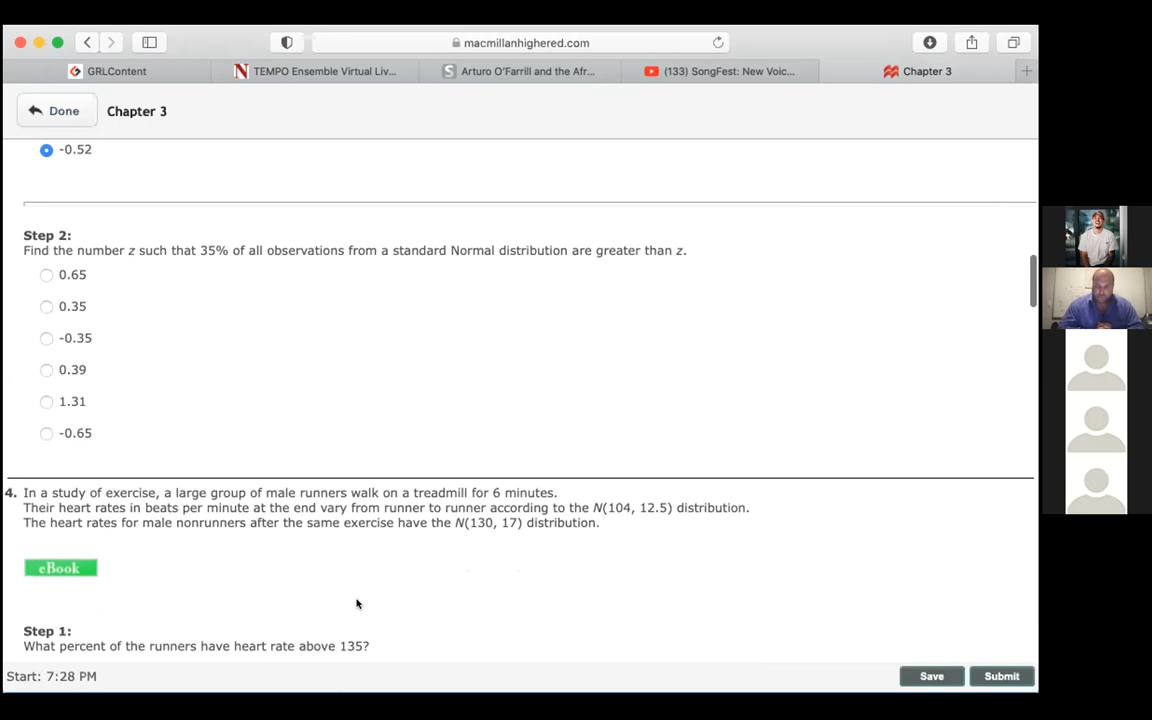 macmillanhighered.com
GRLContent
TEMPO Ensemble Virtual Liv...
Arturo O'Farrill and the Afr...
(133) SongFest: New Voic...
Chapter 3
Done
Chapter 3
-0.52
Step 2:
Find the number z such that 35% of all observations from a standard Normal distribution are greater than z.
0.65
0.35
-0.35
0.39
1.31
-0.65
4. In a study of exercise, a large group of male runners walk on a treadmill for 6 minutes.
Their heart rates in beats per minute at the end vary from runner to runner according to the N(104, 12.5) distribution.
The heart rates for male nonrunners after the same exercise have the N(130, 17) distribution.
eBook
Step 1:
What percent of the runners have heart rate above 135?
Start: 7:28 PM
Save
Submit